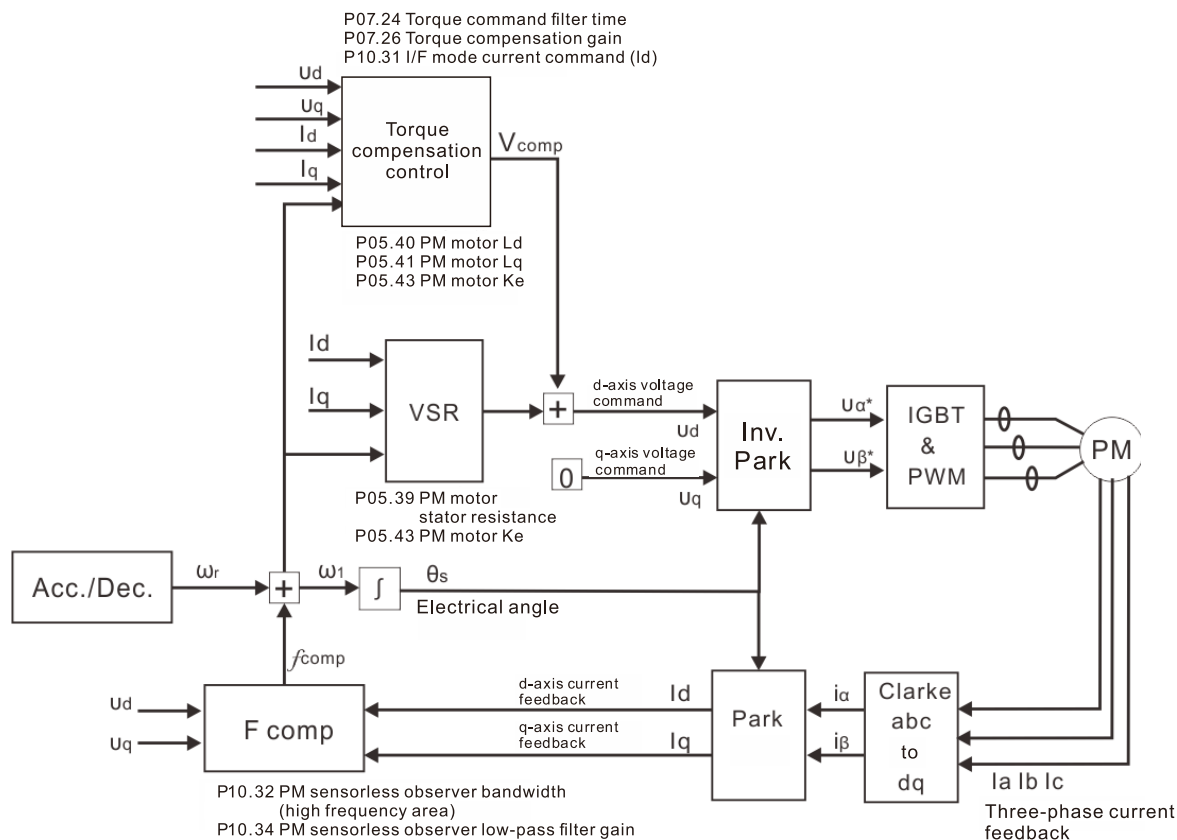 P07.24 Torque command filter time
P07.26 Torque compensation gain
P10.31 I/F mode current command (Id)
ud
uq
Id
Iq
Torque
compensation
control
Vcomp
P05.40 PM motor Ld
P05.41 PM motor Lq
P05.43 PM motor Ke
Id
Iq
VSR
+
d-axis voltage
command
ud
0
q-axis voltage
command
uq
Inv.
Park
uα*
uβ*
IGBT
&
PWM
PM
P05.39 PM motor
stator resistance
P05.43 PM motor Ke
Acc./Dec.
ωr
+
ω1
∫
θs
Electrical angle
fcomp
ud
uq
F comp
d-axis current
feedback
Id
q-axis current
feedback
Iq
Park
iα
iβ
Clarke
abc
to
dq
Ia Ib Ic
Three-phase current
feedback
P10.32 PM sensorless observer bandwidth
(high frequency area)
P10.34 PM sensorless observer low-pass filter gain